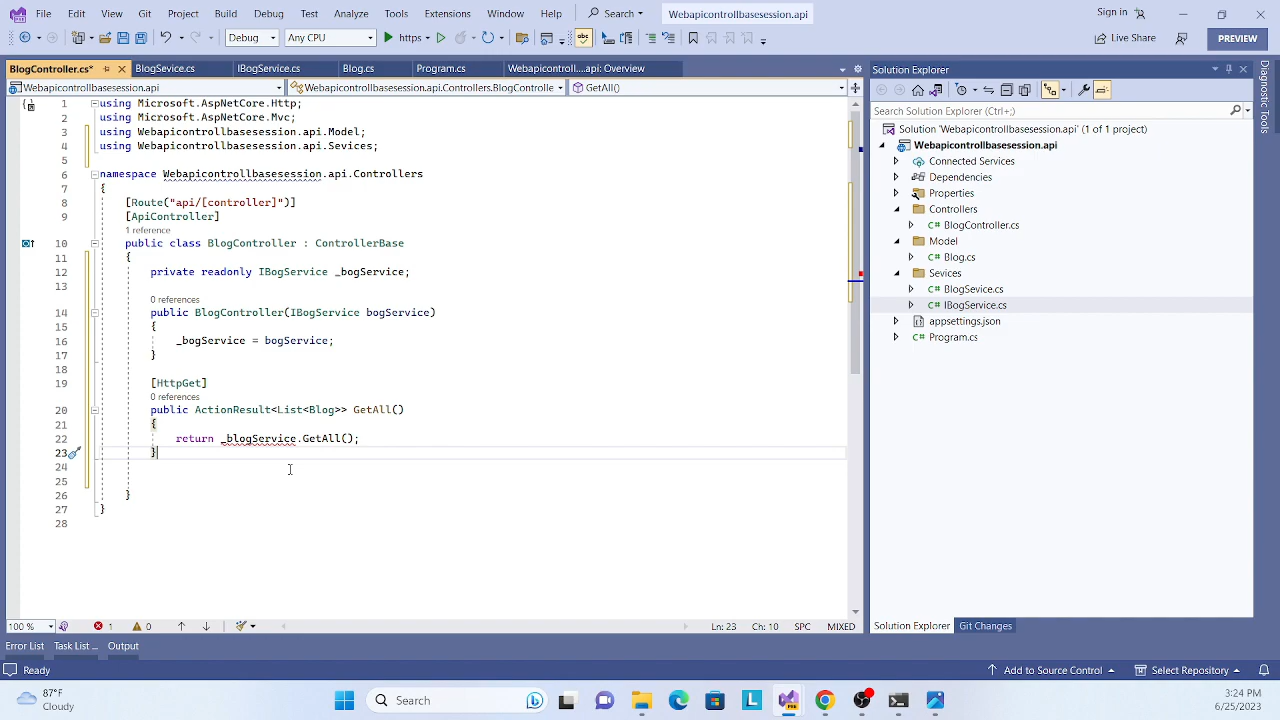 File Edit View Git Project Build Debug Test Analyze Tools Extensions Window Help Search Webapicontrollbasesession.api Sign in
Debug Any CPU https Live Share PREVIEW
BlogController.cs* BlogSevice.cs IBogService.cs Blog.cs Program.cs Webapicontroll....api: Overview
Webapicontrollbasesession.api Webapicontrollbasesession.api.Controllers.BlogControlle GetAll()
1 using Microsoft.AspNetCore.Http;
2 using Microsoft.AspNetCore.Mvc;
3 using Webapicontrollbasesession.api.Model;
4 using Webapicontrollbasesession.api.Sevices;
5
6 namespace Webapicontrollbasesession.api.Controllers
7 {
8 [Route("api/[controller]")]
9 [ApiController]
1 reference
10 public class BlogController : ControllerBase
11 {
12 private readonly IBogService _bogService;
13
0 references
14 public BlogController(IBogService bogService)
15 {
16 _bogService = bogService;
17 }
18
19 [HttpGet]
0 references
20 public ActionResult<List<Blog>> GetAll()
21 {
22 return _blogService.GetAll();
23 }
24
25
26 }
27 }
28
100 % 1 0 Ln: 23 Ch: 10 SPC MIXED
Error List Task List ... Output
Ready Add to Source Control Select Repository
Solution Explorer
Search Solution Explorer (Ctrl+;)
Solution 'Webapicontrollbasesession.api' (1 of 1 project)
Webapicontrollbasesession.api
Connected Services
Dependencies
Properties
Controllers
C# BlogController.cs
Model
C# Blog.cs
Sevices
C# BlogSevice.cs
C# IBogService.cs
appsettings.json
C# Program.cs
Solution Explorer Git Changes
Diagnostic Tools
87°F
Cloudy
Search
3:24 PM
6/25/2023